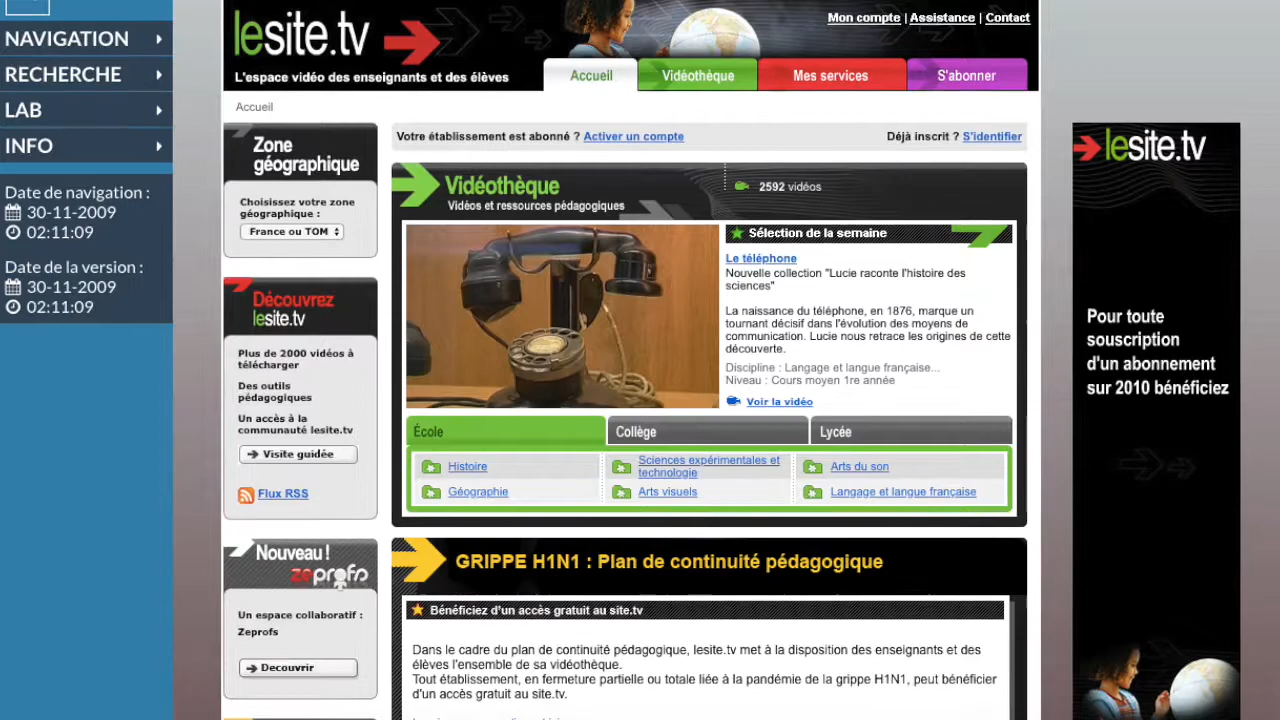 NAVIGATION
RECHERCHE
LAB
INFO
Date de navigation :
30-11-2009
02:11:09
Date de la version :
30-11-2009
02:11:09
lesite.tv
L'espace vidéo des enseignants et des élèves
Mon compte | Assistance | Contact
Accueil
Vidéothèque
Mes services
S'abonner
Accueil
Zone
géographique
Choisissez votre zone
géographique :
France ou TOM
Découvrez
lesite.tv
Plus de 2000 vidéos à
télécharger
Des outils
pédagogiques
Un accès à la
communauté lesite.tv
Visite guidée
Flux RSS
Nouveau !
zeprofs
Un espace collaboratif :
Zeprofs
Decouvrir
Votre établissement est abonné ? Activer un compte
Déjà inscrit ? S'identifier
Vidéothèque
Vidéos et ressources pédagogiques
2592 vidéos
Sélection de la semaine
Le téléphone
Nouvelle collection "Lucie raconte l'histoire des
sciences"
La naissance du téléphone, en 1876, marque un
tournant décisif dans l'évolution des moyens de
communication. Lucie nous retrace les origines de cette
découverte.
Discipline : Langage et langue française...
Niveau : Cours moyen 1re année
Voir la vidéo
École
Collège
Lycée
Histoire
Sciences expérimentales et
technologie
Arts du son
Géographie
Arts visuels
Langage et langue française
GRIPPE H1N1 : Plan de continuité pédagogique
Bénéficiez d'un accès gratuit au site.tv
Dans le cadre du plan de continuité pédagogique, lesite.tv met à la disposition des enseignants et des
élèves l'ensemble de sa vidéothèque.
Tout établissement, en fermeture partielle ou totale liée à la pandémie de la grippe H1N1, peut bénéficier
d'un accès gratuit au site.tv.
lesite.tv
Pour toute
souscription
d'un abonnement
sur 2010 bénéficiez